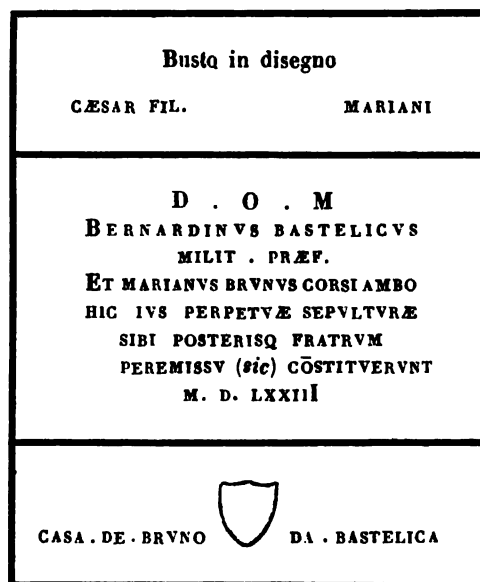 Busto in disegno
CÆSAR FIL. MARIANI
D . O . M
BERNARDINVS BASTELICVS
MILIT . PRÆF.
ET MARIANVS BRVNVS CORSI AMBO
HIC IVS PERPETVÆ SEPVLTVRÆ
SIBI POSTERISQ FRATRVM
PEREMISSV (sic) CŌSTITVERVNT
M. D. LXXIIII
CASA . DE . BRVNO DA . BASTELICA